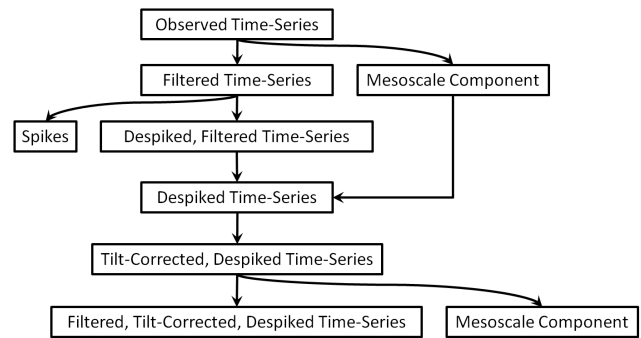 Observed Time-Series
Filtered Time-Series
Mesoscale Component
Spikes
Despiked, Filtered Time-Series
Despiked Time-Series
Tilt-Corrected, Despiked Time-Series
Filtered, Tilt-Corrected, Despiked Time-Series
Mesoscale Component